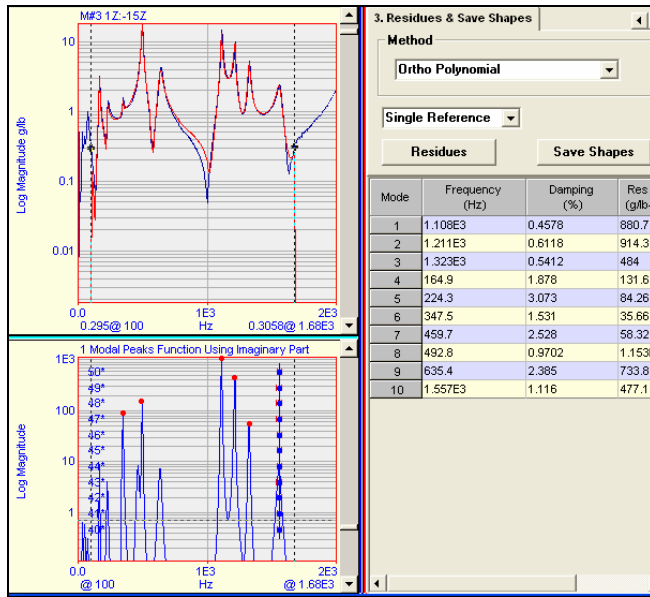 M#3 1Z:-15Z
10
1
0.1
0.01
Log Magnitude g/lb
0.0
1E3
2E3
0.295@ 100
Hz
0.3058@ 1.68E3
1 Modal Peaks Function Using Imaginary Part
1E3
100
10
1
Log Magnitude
50*
49*
48*
47*
46*
45*
44*
43*
42*
41*
40*
0.0
1E3
2E3
@ 100
Hz
@ 1.68E3
3. Residues & Save Shapes
Method
Ortho Polynomial
Single Reference
Residues Save Shapes
Mode Frequency (Hz) Damping (%) Res (g/lb-
1 1.108E3 0.4578 880.7
2 1.211E3 0.6118 914.3
3 1.323E3 0.5412 484
4 164.9 1.878 131.6
5 224.3 3.073 84.26
6 347.5 1.531 35.66
7 459.7 2.528 58.32
8 492.8 0.9702 1.153
9 635.4 2.385 733.8
10 1.557E3 1.116 477.1